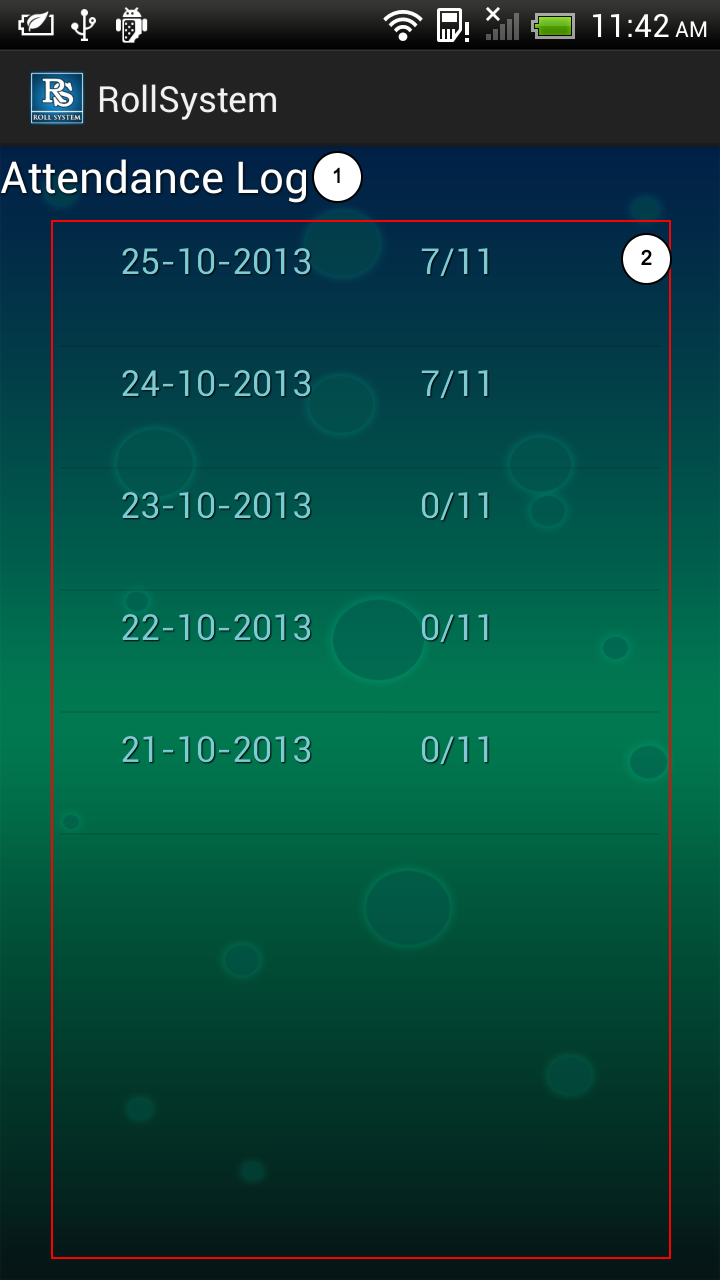 11:42 AM
RS
ROLL SYSTEM
RollSystem
Attendance Log 1
25-10-2013 7/11 2
24-10-2013 7/11
23-10-2013 0/11
22-10-2013 0/11
21-10-2013 0/11